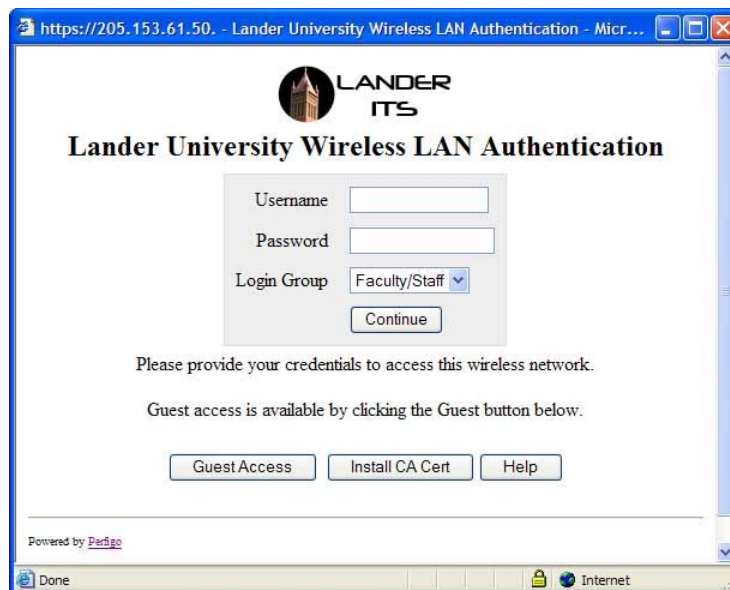 https://205.153.61.50. - Lander University Wireless LAN Authentication - Micr...
LANDER
ITS
Lander University Wireless LAN Authentication
Username
Password
Login Group Faculty/Staff
Continue
Please provide your credentials to access this wireless network.
Guest access is available by clicking the Guest button below.
Guest Access Install CA Cert Help
Powered by Perfigo
Done Internet